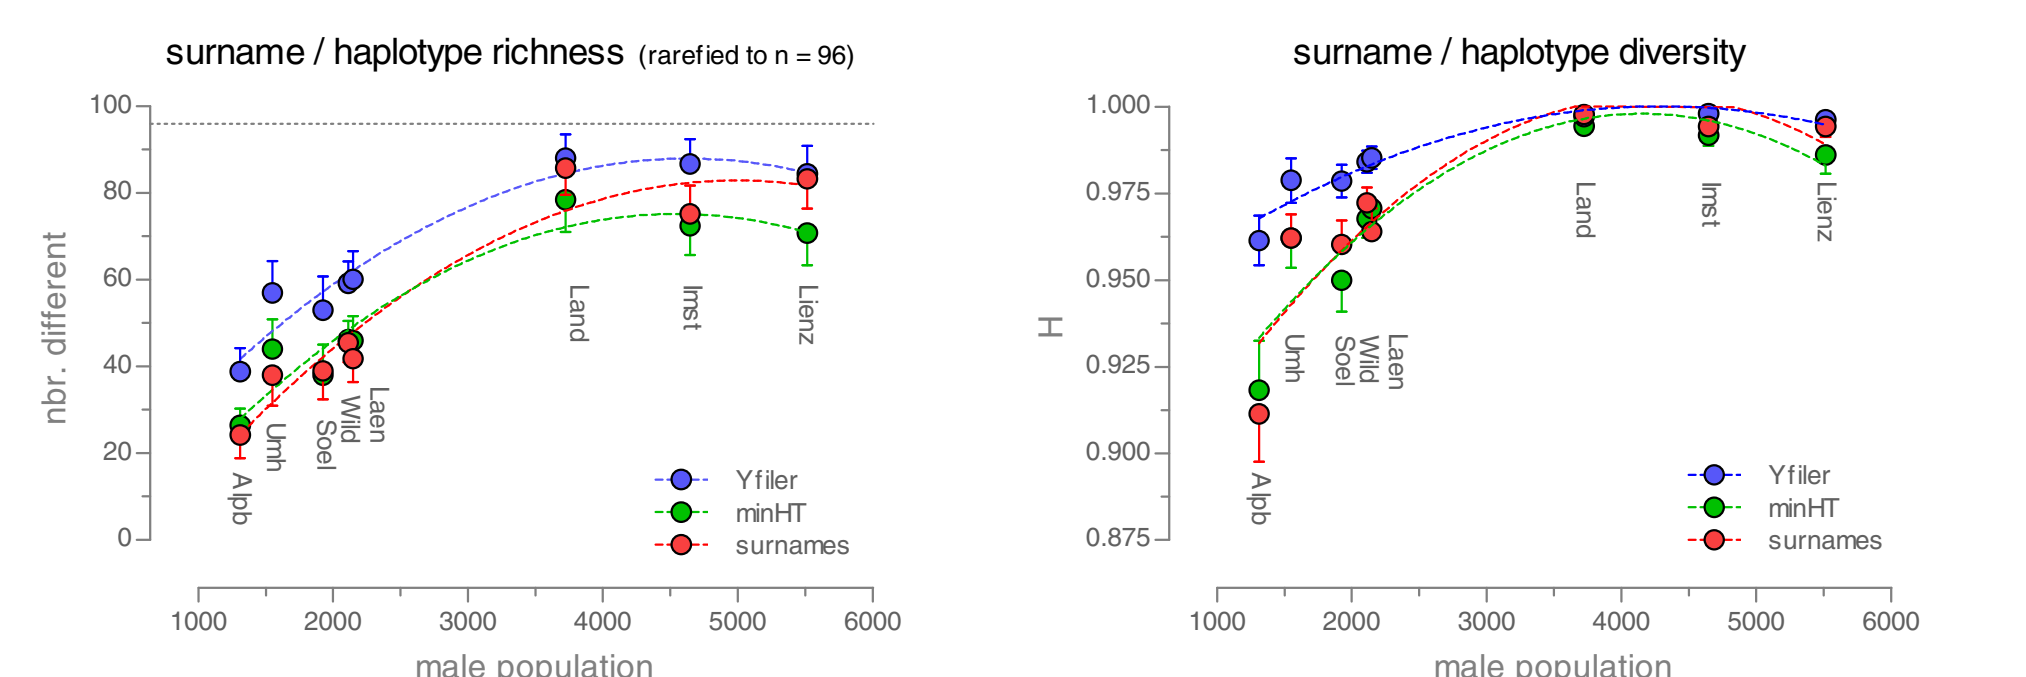 surname / haplotype richness (rarefied to n = 96)
100
80
60
40
20
0
nbr. different
Alpb
Umh
Soel
Wild
Laen
Land
Imst
Lienz
Yfiler
minHT
surnames
1000 2000 3000 4000 5000 6000
male population
surname / haplotype diversity
1.000
0.975
0.950
0.925
0.900
0.875
H
Alpb
Umh
Soel
Wild
Laen
Land
Imst
Lienz
Yfiler
minHT
surnames
1000 2000 3000 4000 5000 6000
male population